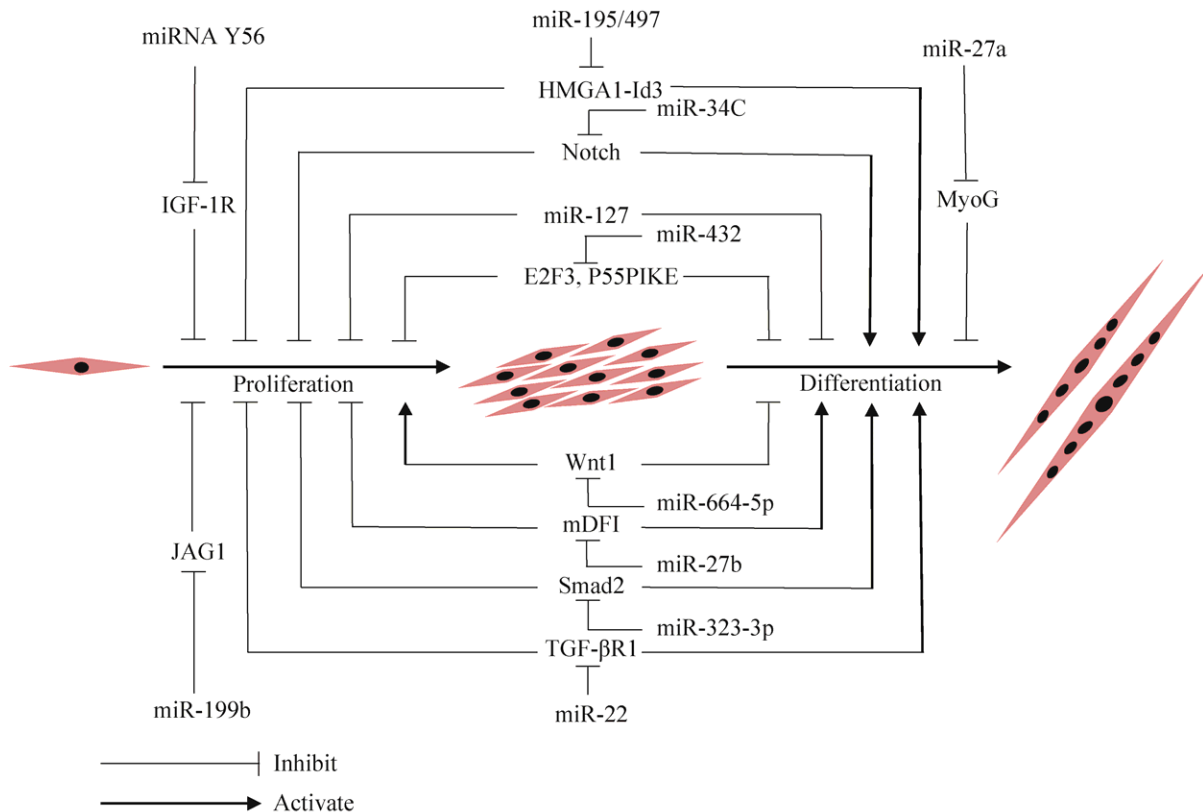 miR-195/497
miRNA Y56
miR-27a
HMGA1-Id3
miR-34C
Notch
IGF-1R
MyoG
miR-127
miR-432
E2F3, P55PIKE
Proliferation
Differentiation
Wnt1
miR-664-5p
mDFI
JAG1
miR-27b
Smad2
miR-323-3p
TGF-βR1
miR-199b
miR-22
Inhibit
Activate